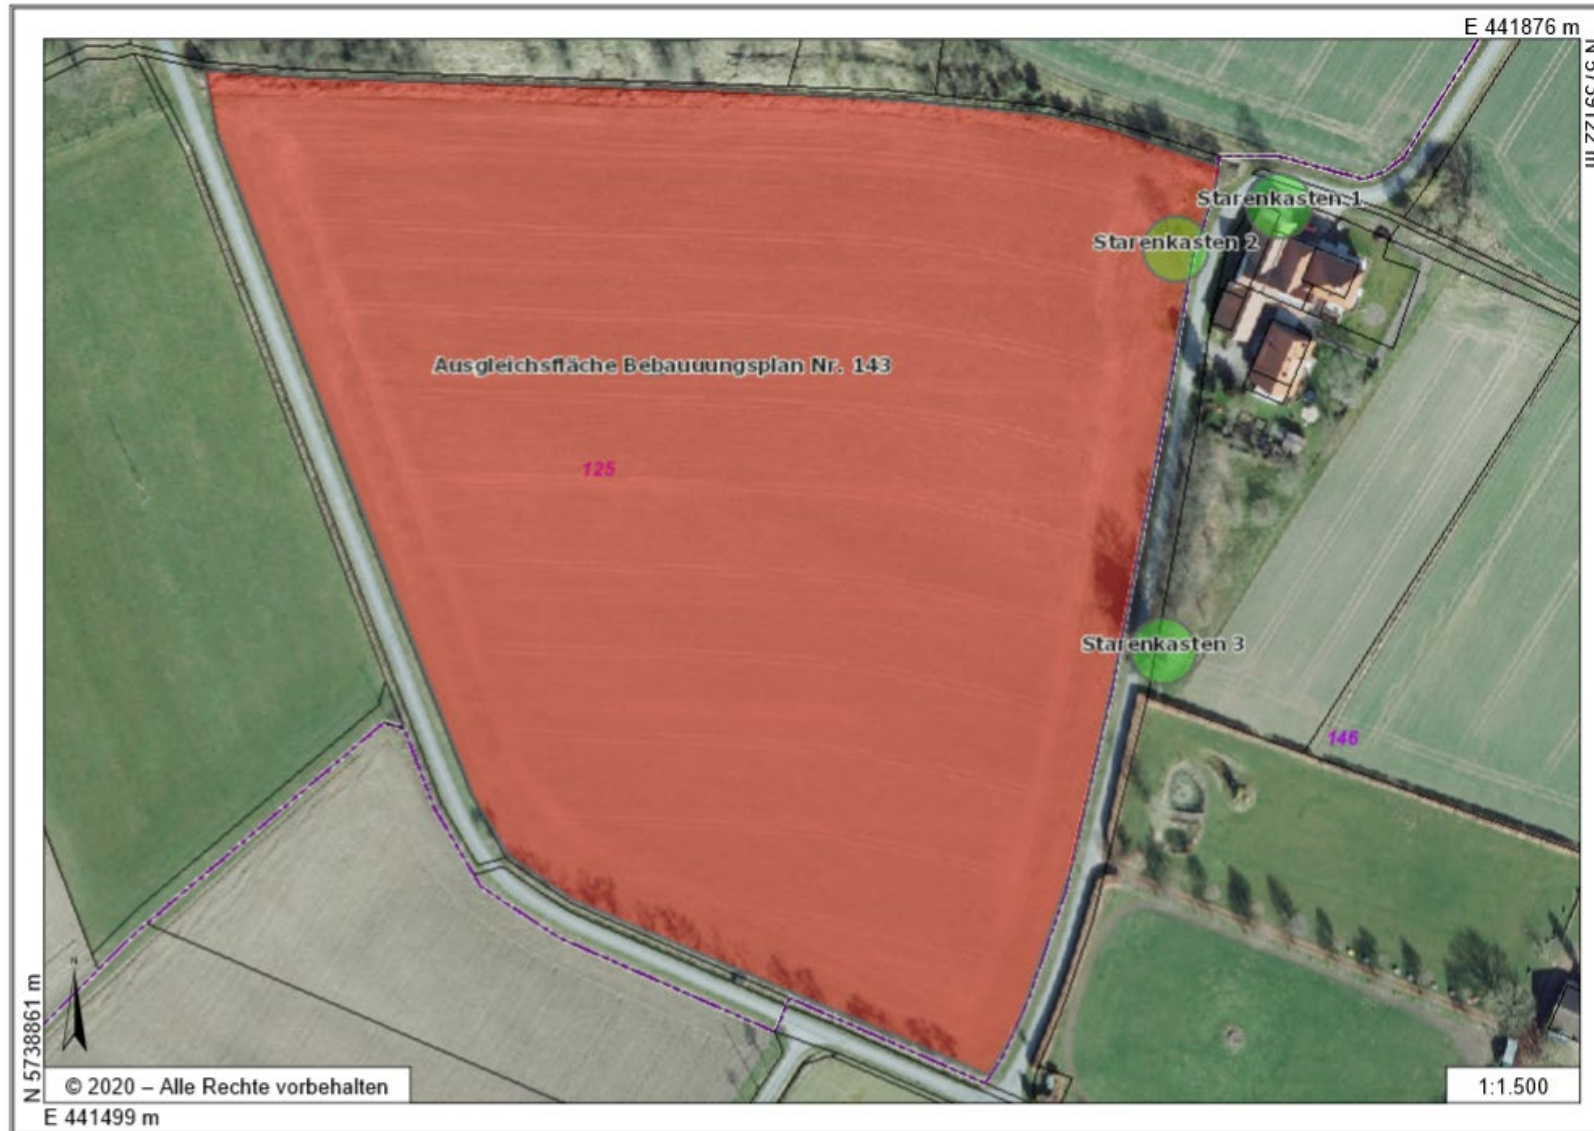 E 441876 m
N 5739122 m
Starenkasten 1
Starenkasten 2
Ausgleichsfläche Bebauuungsplan Nr. 143
125
Starenkasten 3
146
N
N 5738861 m
© 2020 – Alle Rechte vorbehalten
1:1.500
E 441499 m